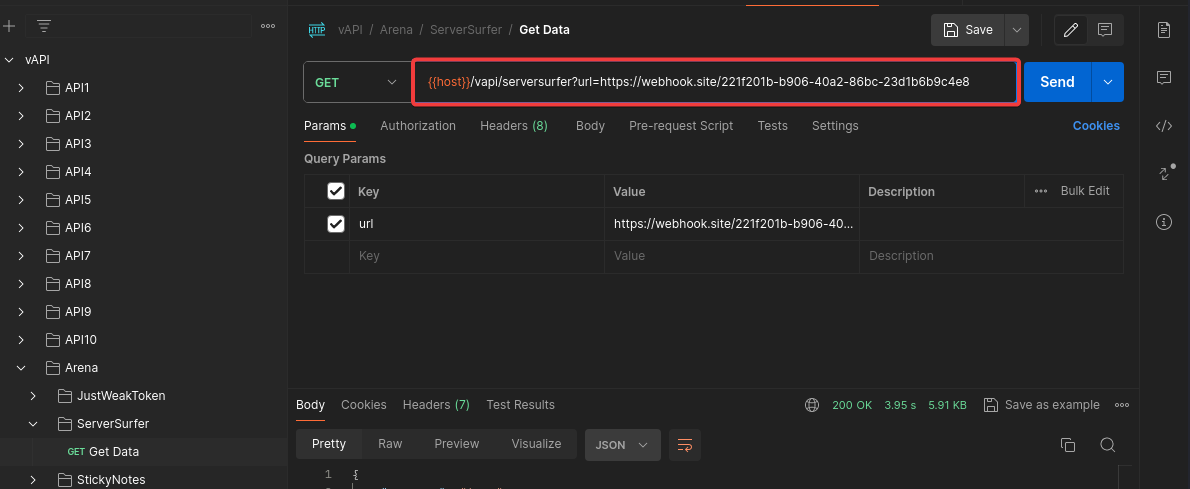 HTTP vAPI / Arena / ServerSurfer / Get Data Save
vAPI
GET {{host}}/vapi/serversurfer?url=https://webhook.site/221f201b-b906-40a2-86bc-23d1b6b9c4e8 Send
API1
API2
API3
API4
API5
API6
API7
API8
API9
API10
Arena
JustWeakToken
ServerSurfer
GET Get Data
StickyNotes
Params Authorization Headers (8) Body Pre-request Script Tests Settings Cookies
Query Params
Key Value Description Bulk Edit
url https://webhook.site/221f201b-b906-40...
Key Value Description
Body Cookies Headers (7) Test Results 200 OK 3.95 s 5.91 KB Save as example
Pretty Raw Preview Visualize JSON
1 {